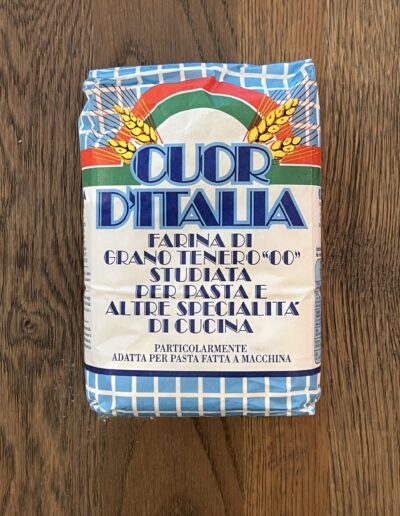 CUOR
D'ITALIA
FARINA DI
GRANO TENERO "OO"
STUDIATA
PER PASTA E
ALTRE SPECIALITA'
DI CUCINA
PARTICOLARMENTE
ADATTA PER PASTA FATTA A MACCHINA